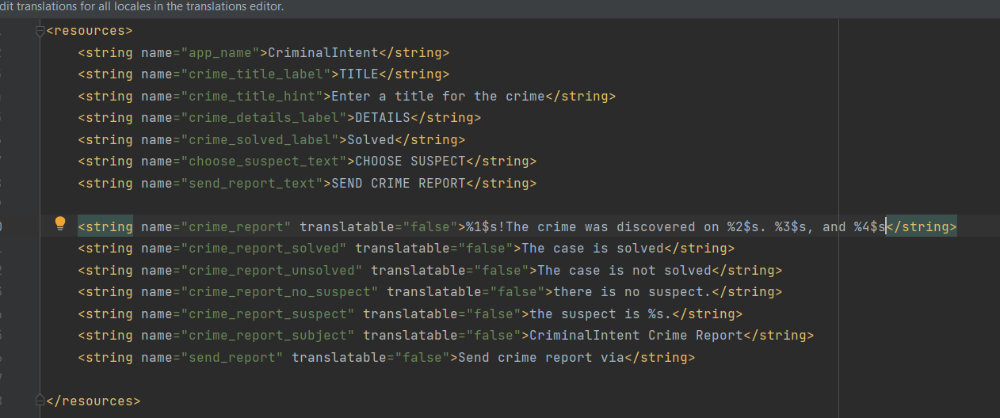 dit translations for all locales in the translations editor.
<resources>
    <string name="app_name">CriminalIntent</string>
    <string name="crime_title_label">TITLE</string>
    <string name="crime_title_hint">Enter a title for the crime</string>
    <string name="crime_details_label">DETAILS</string>
    <string name="crime_solved_label">Solved</string>
    <string name="choose_suspect_text">CHOOSE SUSPECT</string>
    <string name="send_report_text">SEND CRIME REPORT</string>
    <string name="crime_report" translatable="false">%1$s!The crime was discovered on %2$s. %3$s, and %4$s</string>
    <string name="crime_report_solved" translatable="false">The case is solved</string>
    <string name="crime_report_unsolved" translatable="false">The case is not solved</string>
    <string name="crime_report_no_suspect" translatable="false">there is no suspect.</string>
    <string name="crime_report_suspect" translatable="false">the suspect is %s.</string>
    <string name="crime_report_subject" translatable="false">CriminalIntent Crime Report</string>
    <string name="send_report" translatable="false">Send crime report via</string>
</resources>